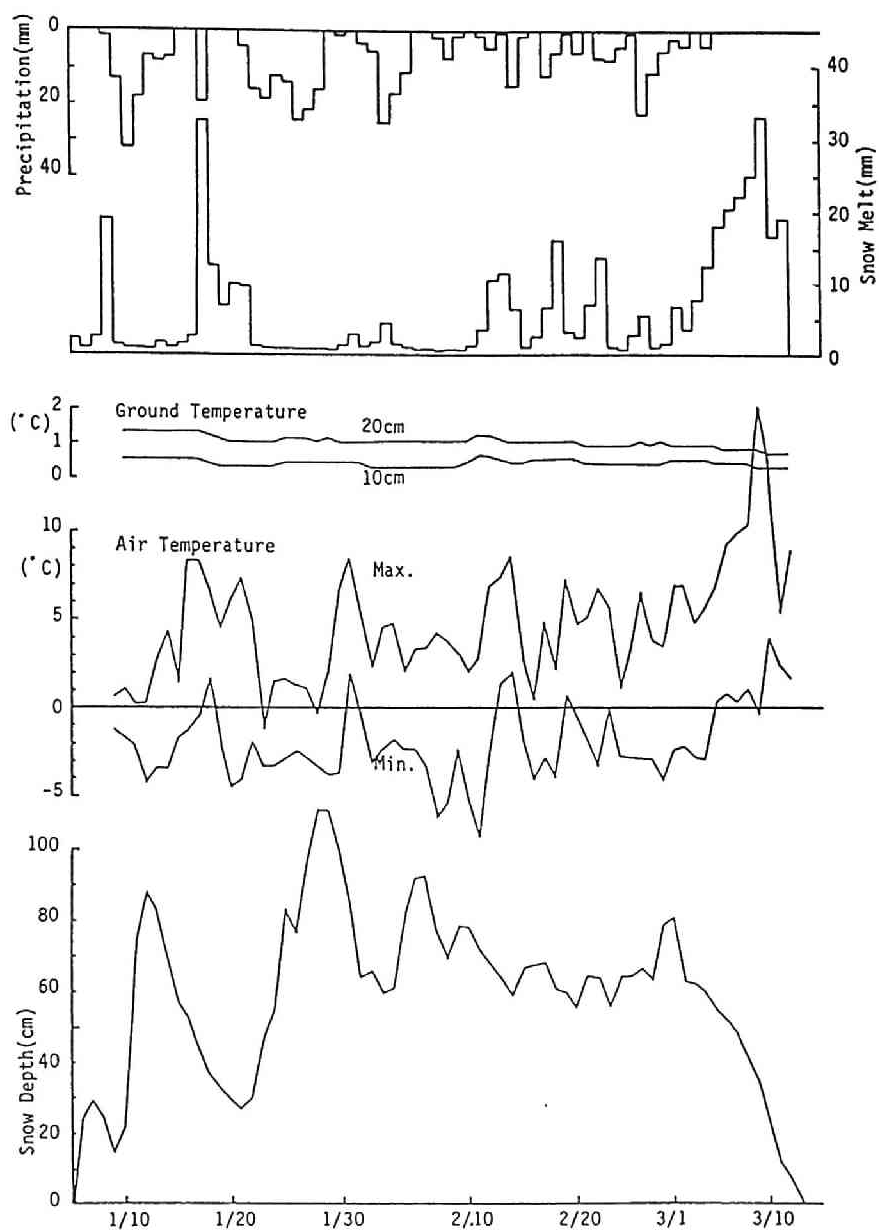 Precipitation(mm)
0
20
40
40
30
20
10
0
Snow Melt(mm)
(°C)
2
1
0
Ground Temperature
20cm
10cm
(°C)
10
5
0
-5
Air Temperature
Max.
Min.
Snow Depth(cm)
100
80
60
40
20
0
1/10
1/20
1/30
2/10
2/20
3/1
3/10